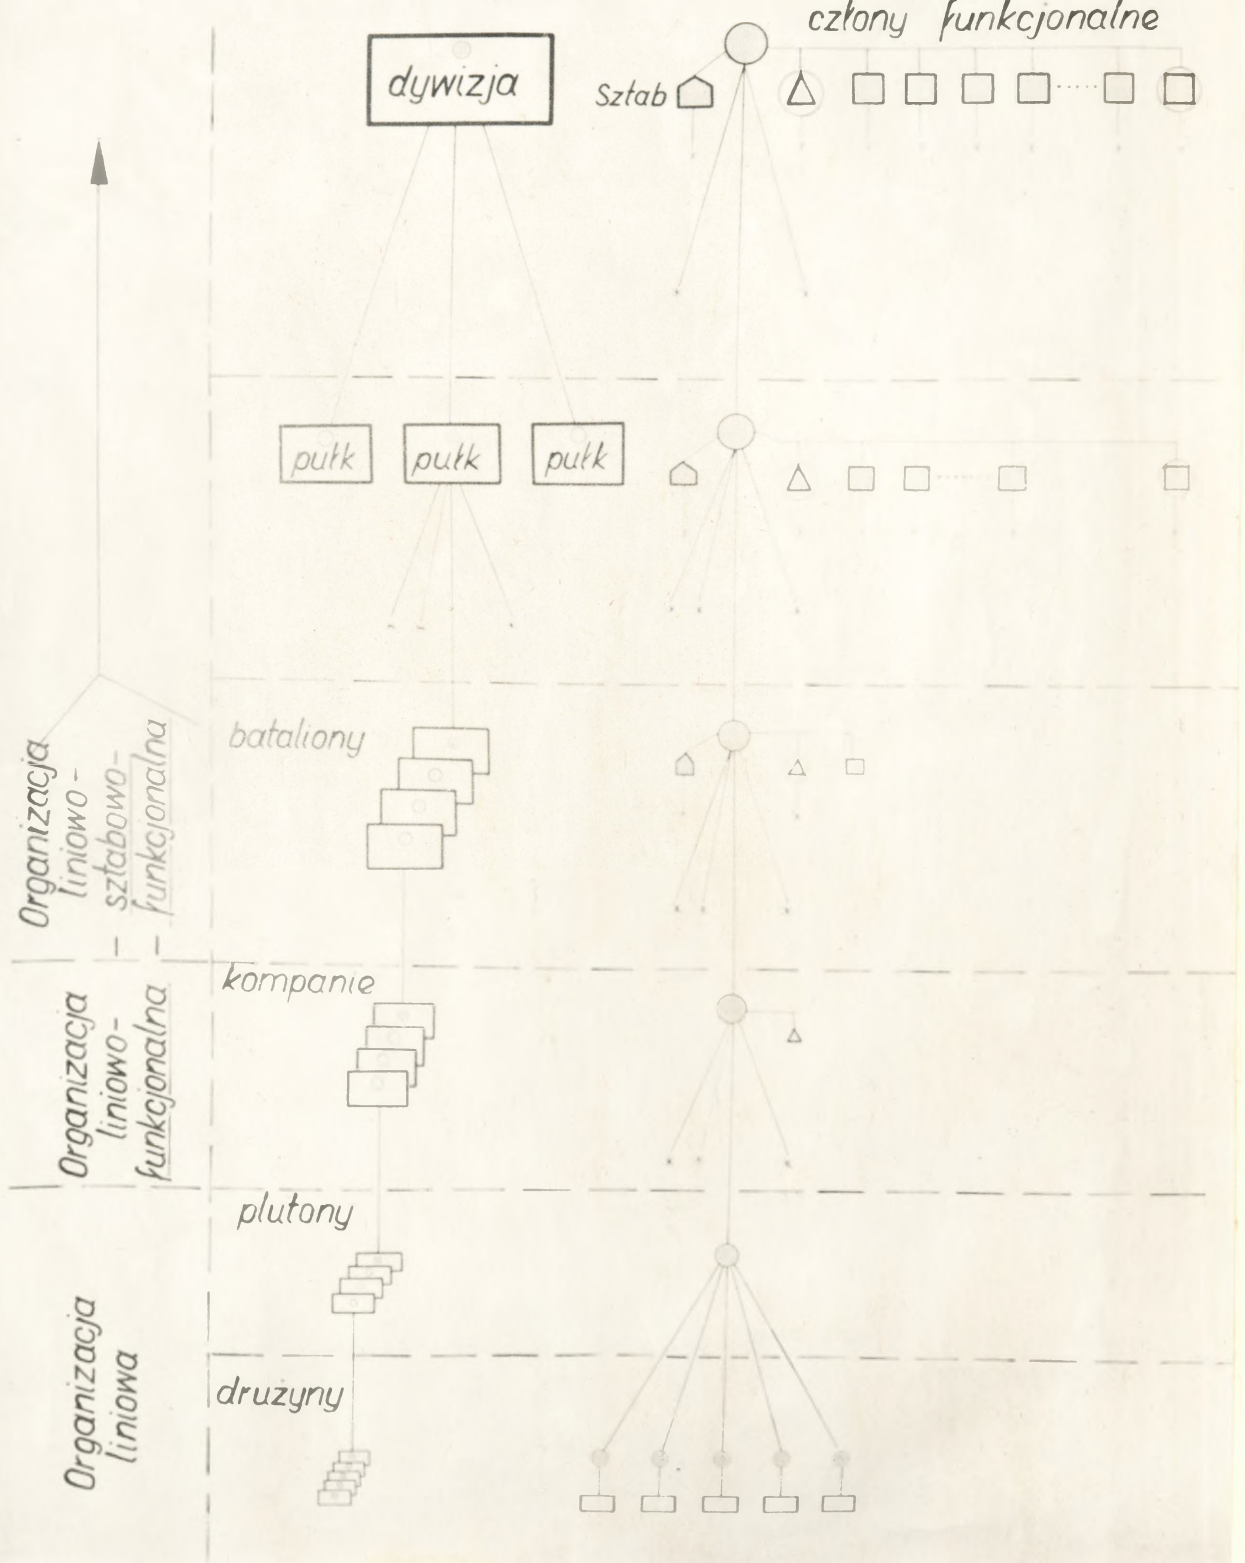 człony funkcjonalne
dywizja
Sztab
pułk pułk pułk
bataliony
Organizacja
liniowo-
sztabowo-
funkcjonalna
kompanie
Organizacja
liniowo-
funkcjonalna
plutony
drużyny
Organizacja
liniowa